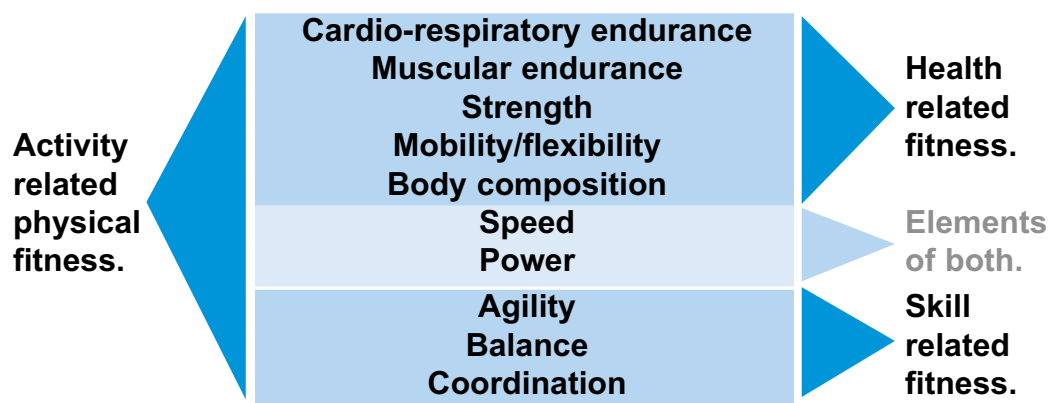 Activity
related
physical
fitness.
Cardio-respiratory endurance
Muscular endurance
Strength
Mobility/flexibility
Body composition
Speed
Power
Agility
Balance
Coordination
Health
related
fitness.
Elements
of both.
Skill
related
fitness.